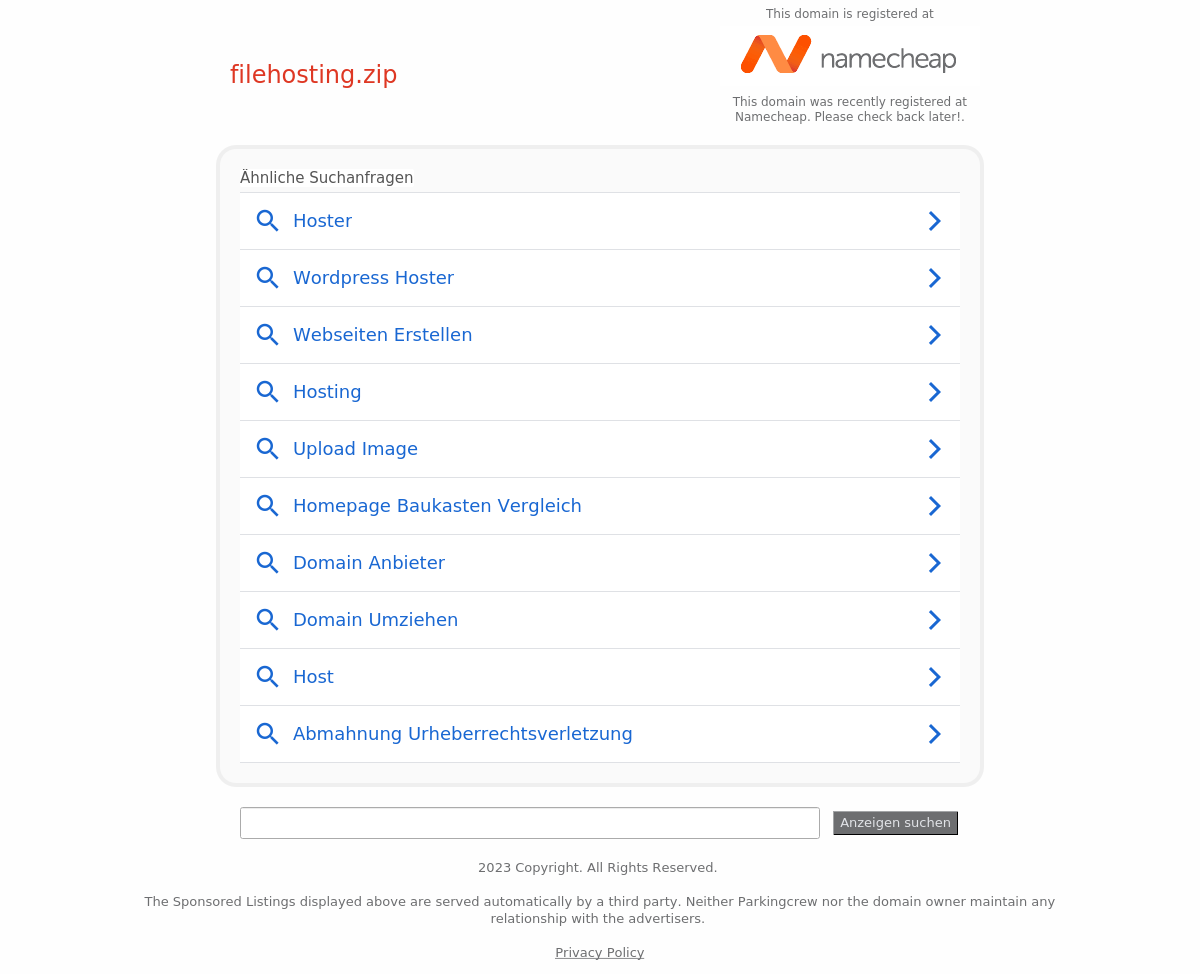 This domain is registered at
namecheap
filehosting.zip
This domain was recently registered at
Namecheap. Please check back later!.
Ähnliche Suchanfragen
Hoster
Wordpress Hoster
Webseiten Erstellen
Hosting
Upload Image
Homepage Baukasten Vergleich
Domain Anbieter
Domain Umziehen
Host
Abmahnung Urheberrechtsverletzung
Anzeigen suchen
2023 Copyright. All Rights Reserved.
The Sponsored Listings displayed above are served automatically by a third party. Neither Parkingcrew nor the domain owner maintain any
relationship with the advertisers.
Privacy Policy